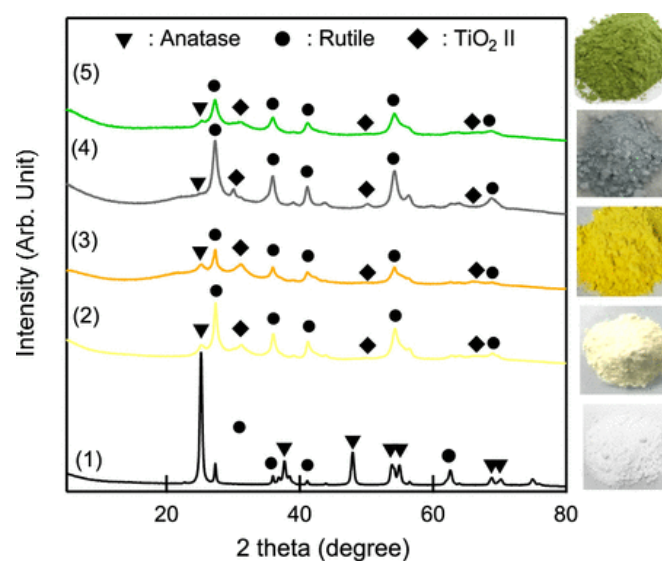 ▼ : Anatase ● : Rutile ◆ : TiO₂ II
(5)
(4)
(3)
(2)
(1)
Intensity (Arb. Unit)
20 40 60 80
2 theta (degree)